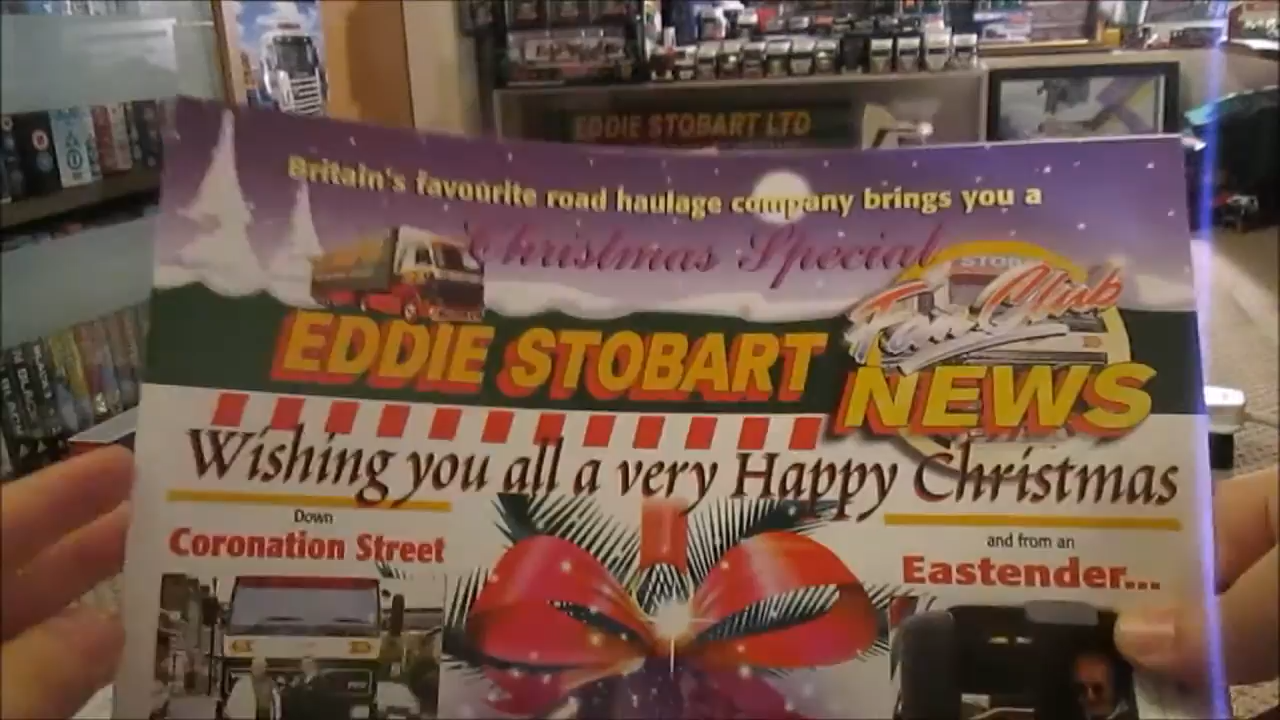 EDDIE STOBART LTD
Britain's favourite road haulage company brings you a
Christmas Special
STOBART
Fan Club
EDDIE STOBART
NEWS
Wishing you all a very Happy Christmas
Down
Coronation Street
and from an
Eastender...